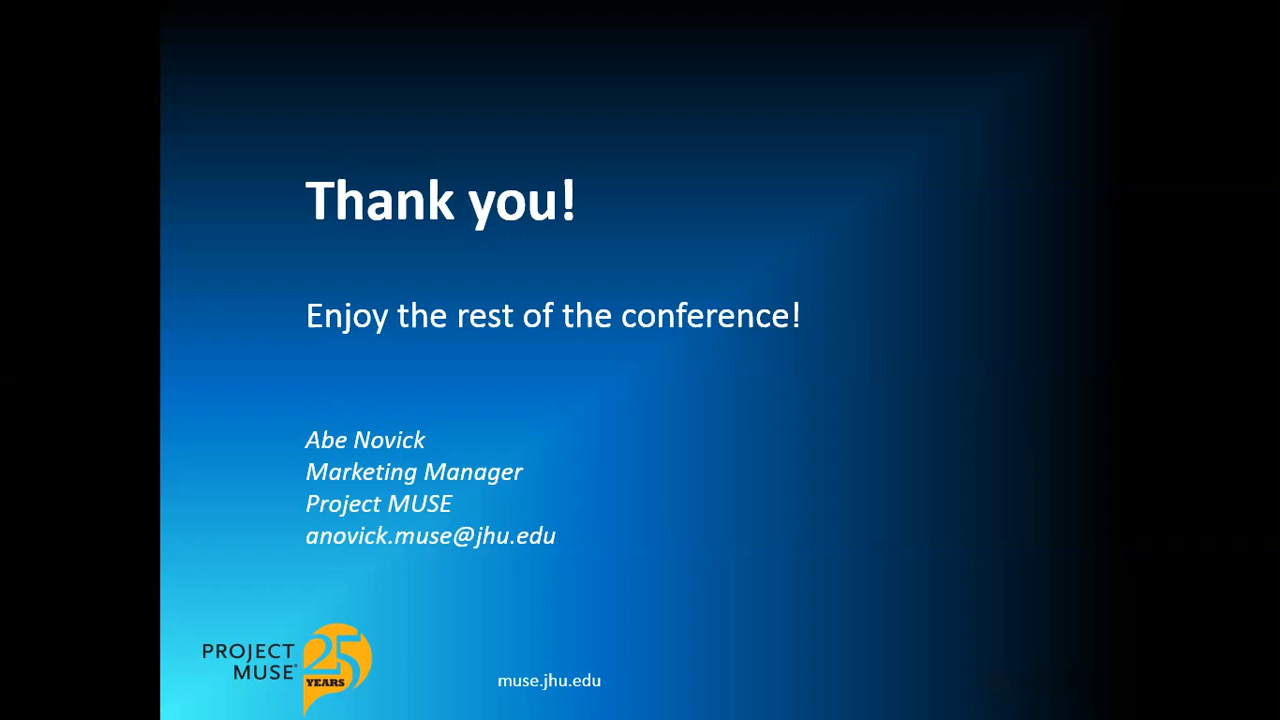 Thank you!
Enjoy the rest of the conference!
Abe Novick
Marketing Manager
Project MUSE
anovick.muse@jhu.edu
PROJECT
MUSE®
25
YEARS
muse.jhu.edu